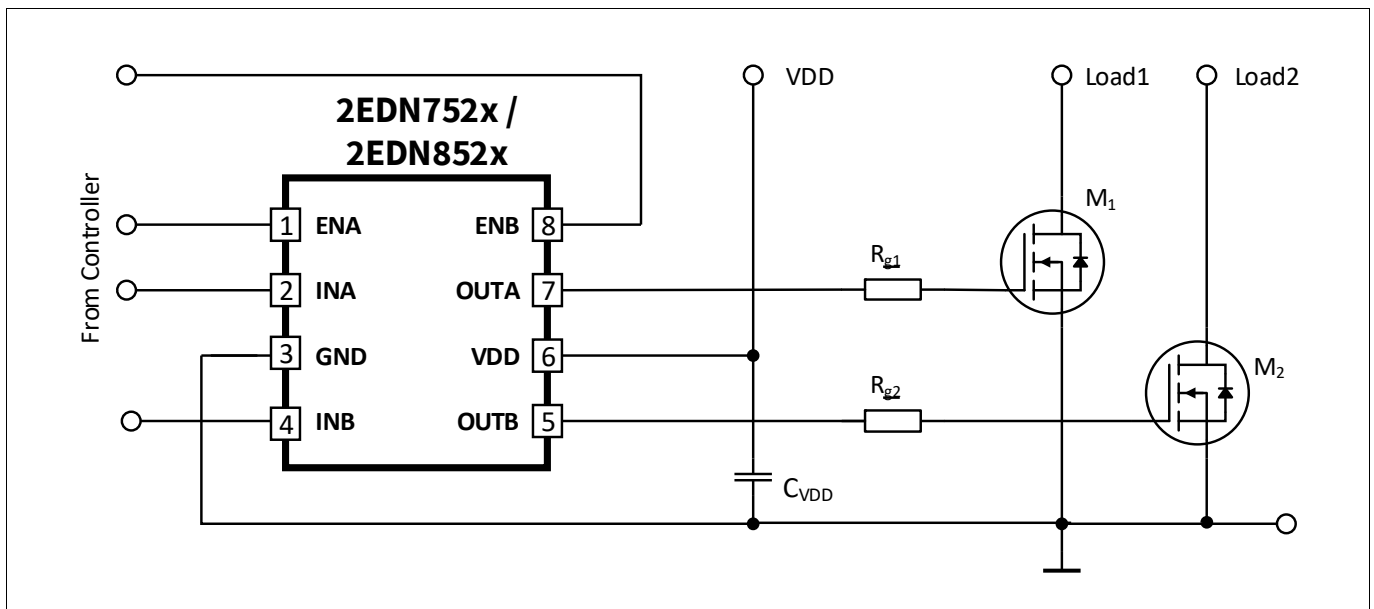 VDD
Load1
Load2
2EDN752x /
2EDN852x
From Controller
M1
1 ENA
ENB 8
Rg1
2 INA
OUTA 7
3 GND
VDD 6
M2
Rg2
4 INB
OUTB 5
CVDD